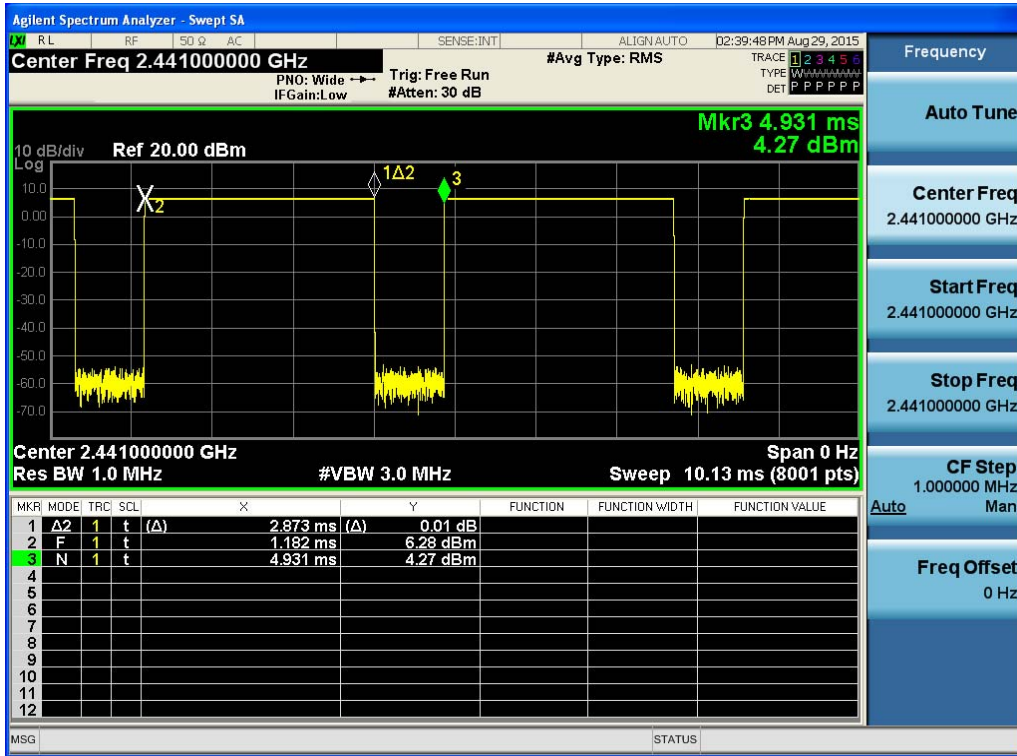 Agilent Spectrum Analyzer - Swept SA
LXI RL RF 50 Ω AC SENSE:INT ALIGN AUTO 02:39:48 PM Aug 29, 2015
Center Freq 2.441000000 GHz #Avg Type: RMS TRACE 1 2 3 4 5 6
PNO: Wide Trig: Free Run TYPE W
IFGain:Low #Atten: 30 dB DET P P P P P P
Mkr3 4.931 ms
10 dB/div Ref 20.00 dBm 4.27 dBm
Log
1Δ2
3
10.0
2
0.00
-10.0
-20.0
-30.0
-40.0
-50.0
-60.0
-70.0
Center 2.441000000 GHz Span 0 Hz
Res BW 1.0 MHz #VBW 3.0 MHz Sweep 10.13 ms (8001 pts)
MKR MODE TRC SCL X Y FUNCTION FUNCTION WIDTH FUNCTION VALUE
1 Δ2 1 t (Δ) 2.873 ms (Δ) 0.01 dB
2 F 1 t 1.182 ms 6.28 dBm
3 N 1 t 4.931 ms 4.27 dBm
4
5
6
7
8
9
10
11
12
MSG STATUS
Frequency
Auto Tune
Center Freq
2.441000000 GHz
Start Freq
2.441000000 GHz
Stop Freq
2.441000000 GHz
CF Step
1.000000 MHz
Auto Man
Freq Offset
0 Hz